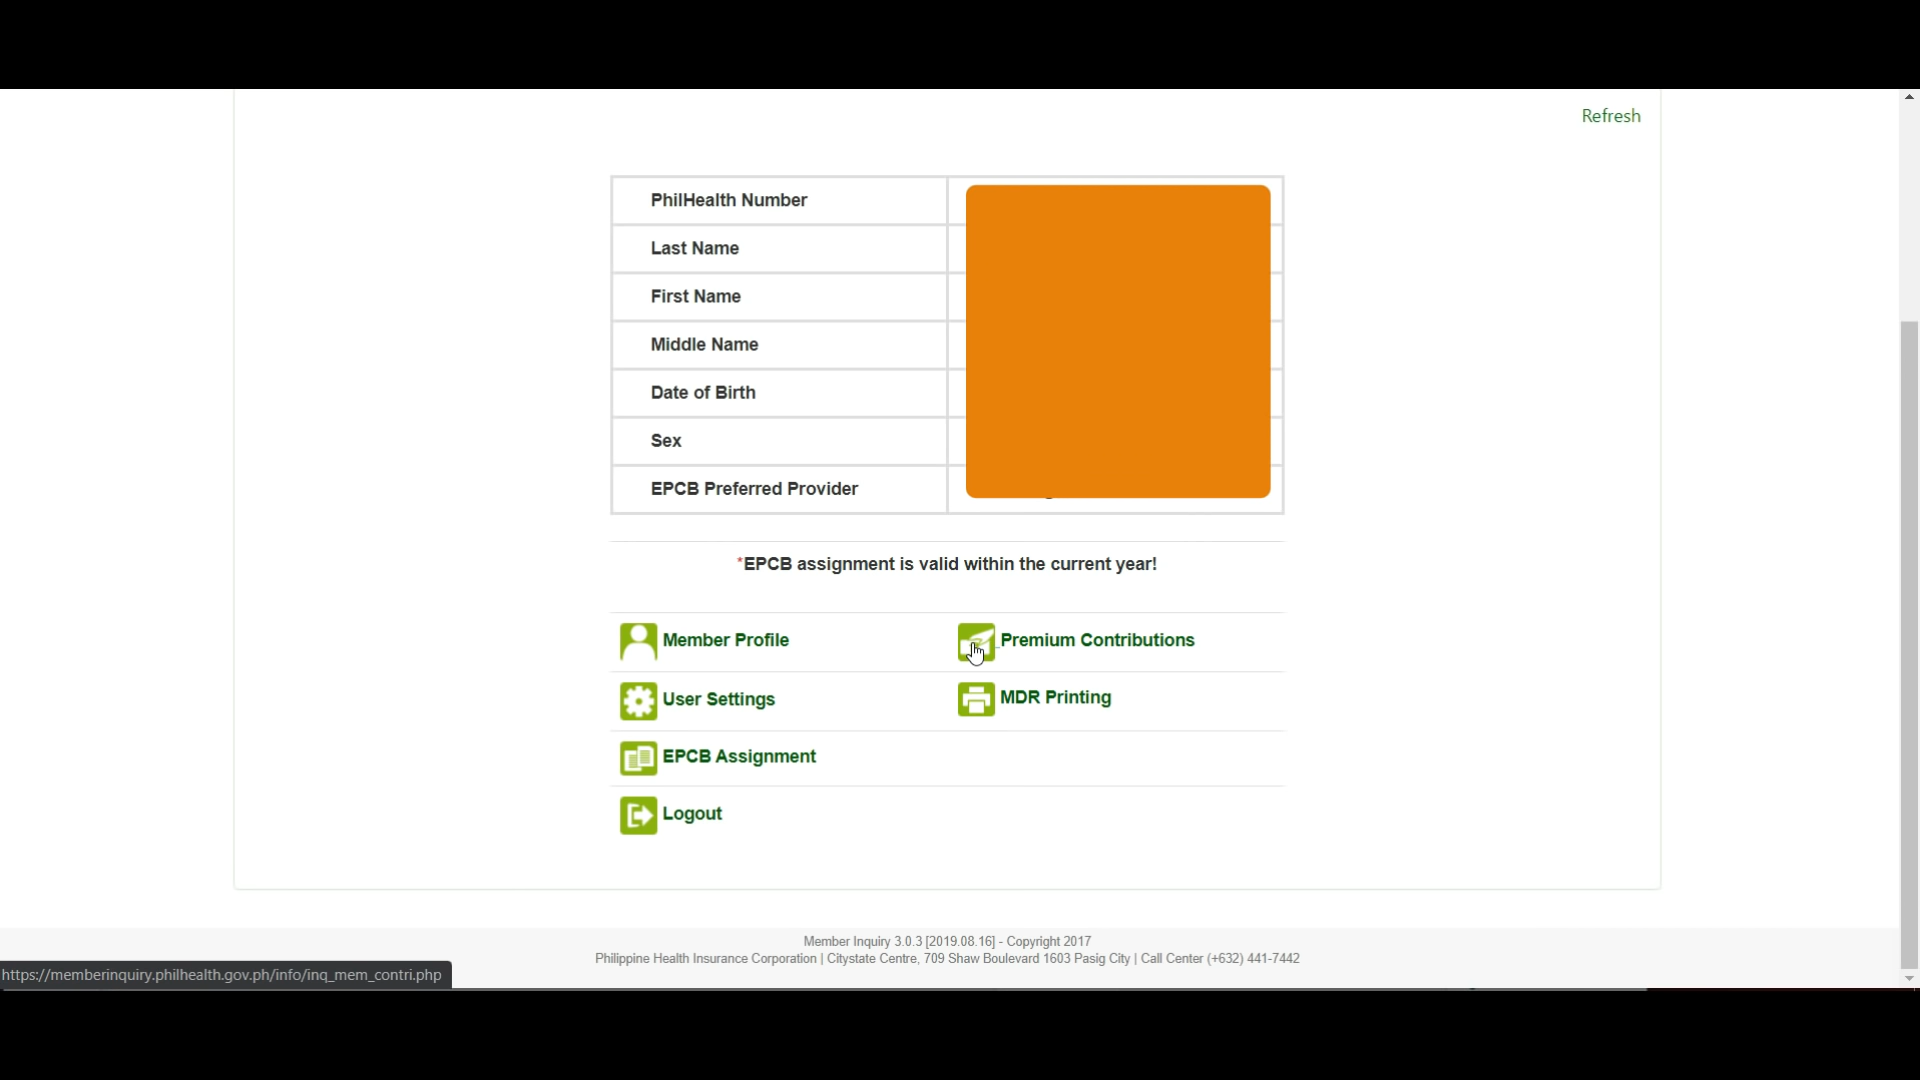 Refresh
PhilHealth Number
Last Name
First Name
Middle Name
Date of Birth
Sex
EPCB Preferred Provider
*EPCB assignment is valid within the current year!
Member Profile
Premium Contributions
User Settings
MDR Printing
EPCB Assignment
Logout
Member Inquiry 3.0.3 [2019.08.16] - Copyright 2017
Philippine Health Insurance Corporation | Citystate Centre, 709 Shaw Boulevard 1603 Pasig City | Call Center (+632) 441-7442
https://memberinquiry.philhealth.gov.ph/info/inq_mem_contri.php